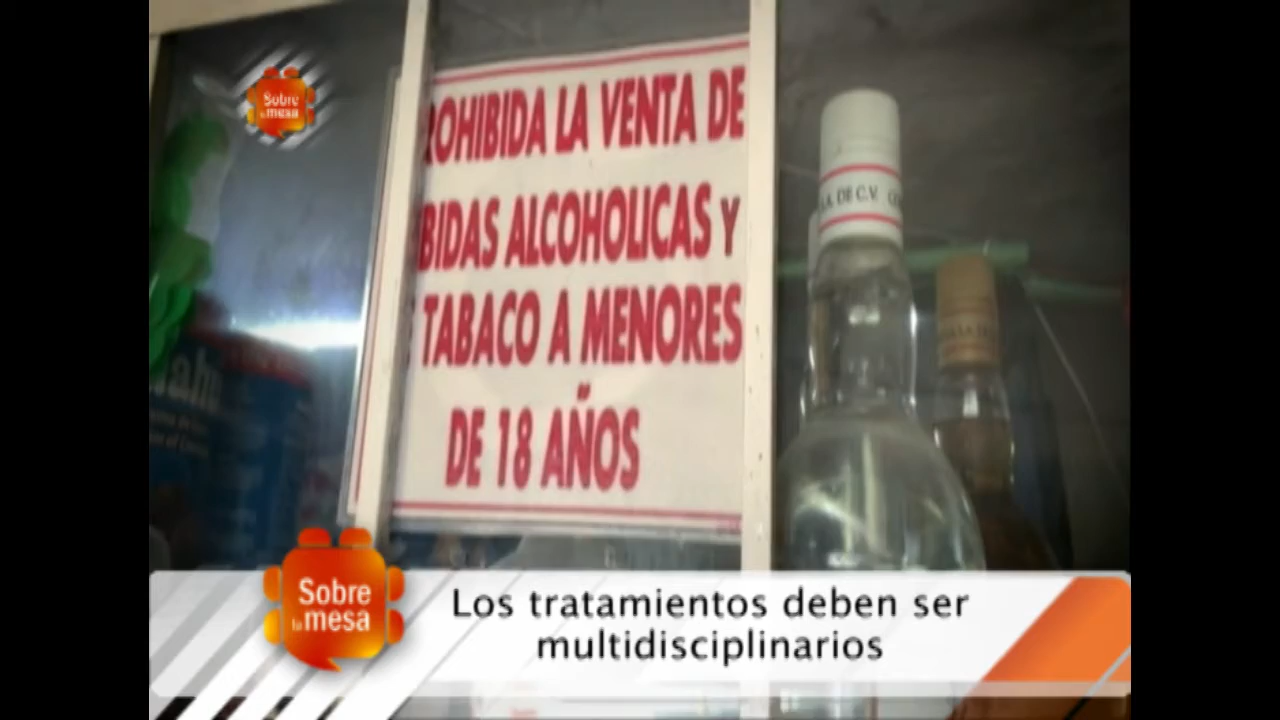 Sobre
la mesa
ROHIBIDA LA VENTA DE
BIDAS ALCOHOLICAS Y
TABACO A MENORES
DE 18 AÑOS
S.A. DE C.V.
Sobre
la mesa
Los tratamientos deben ser
multidisciplinarios